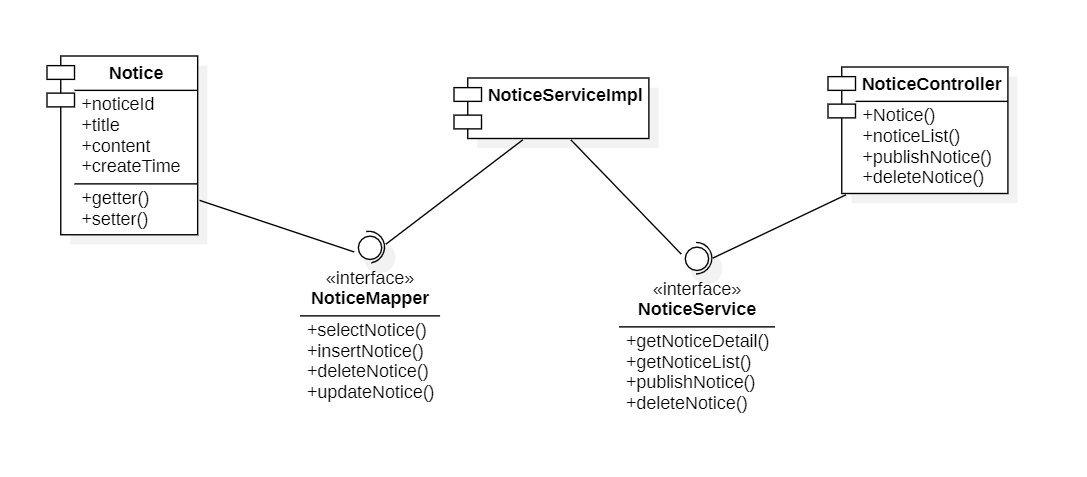 Notice
+noticeId
+title
+content
+createTime
+getter()
+setter()
NoticeServiceImpl
NoticeController
+Notice()
+noticeList()
+publishNotice()
+deleteNotice()
«interface»
NoticeMapper
+selectNotice()
+insertNotice()
+deleteNotice()
+updateNotice()
«interface»
NoticeService
+getNoticeDetail()
+getNoticeList()
+publishNotice()
+deleteNotice()